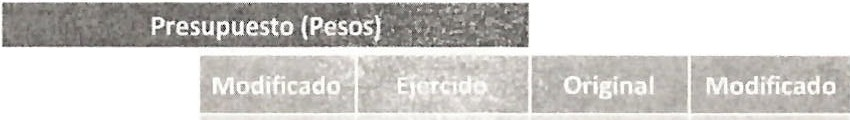 Presupuesto (Pesos)
Modificado Ejercido Original Modificado